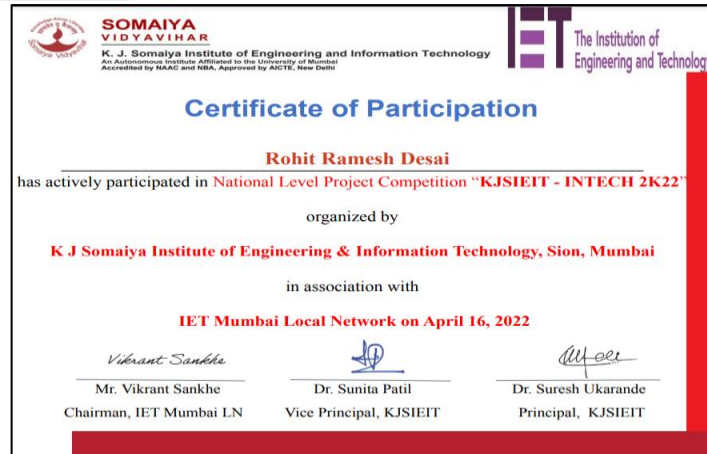 SOMAIYA
VIDYAVIHAR
K. J. Somaiya Institute of Engineering and Information Technology
An Autonomous Institute Affiliated to the University of Mumbai
Accredited by NAAC and NBA, Approved by AICTE, New Delhi
Somaiya Vidyavihar
IET
The Institution of
Engineering and Technology
Certificate of Participation
Rohit Ramesh Desai
has actively participated in National Level Project Competition “KJSIEIT - INTECH 2K22”
organized by
K J Somaiya Institute of Engineering & Information Technology, Sion, Mumbai
in association with
IET Mumbai Local Network on April 16, 2022
Vikrant Sankhe
Mr. Vikrant Sankhe
Dr. Sunita Patil
Dr. Suresh Ukarande
Chairman, IET Mumbai LN
Vice Principal, KJSIEIT
Principal, KJSIEIT